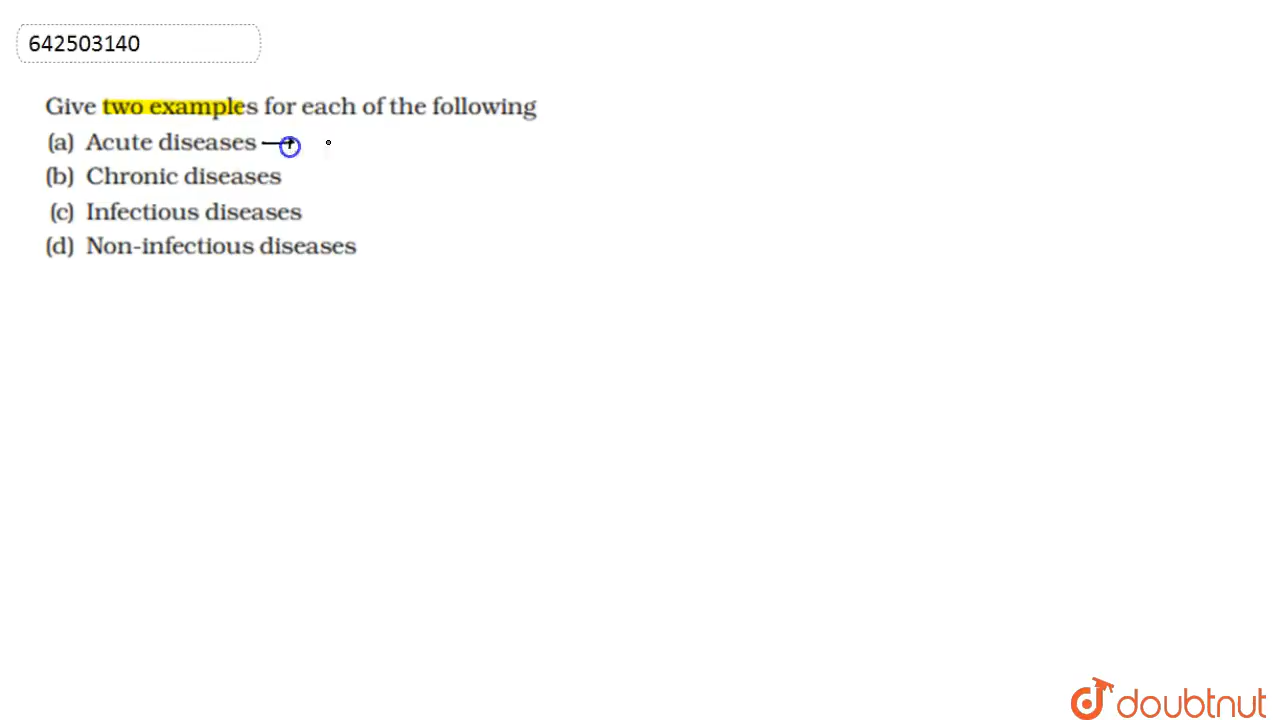 642503140
Give two examples for each of the following
(a) Acute diseases →
(b) Chronic diseases
(c) Infectious diseases
(d) Non-infectious diseases
doubtnut